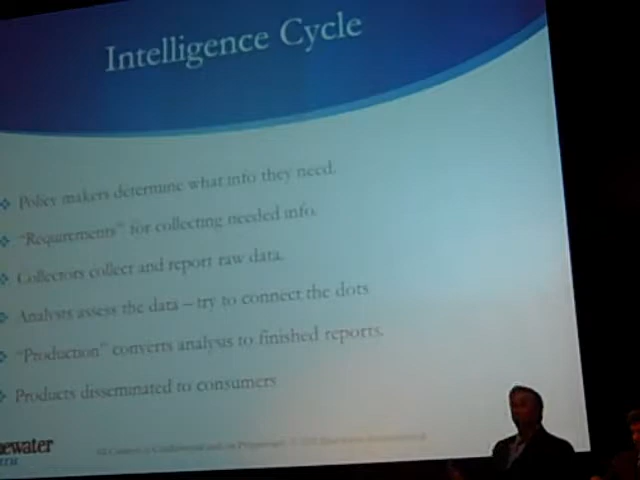 Intelligence Cycle
Policy makers determine what info they need.
"Requirements" for collecting needed info.
Collectors collect and report raw data.
Analysts assess the data – try to connect the dots
"Production" converts analysis to finished reports.
Products disseminated to consumers